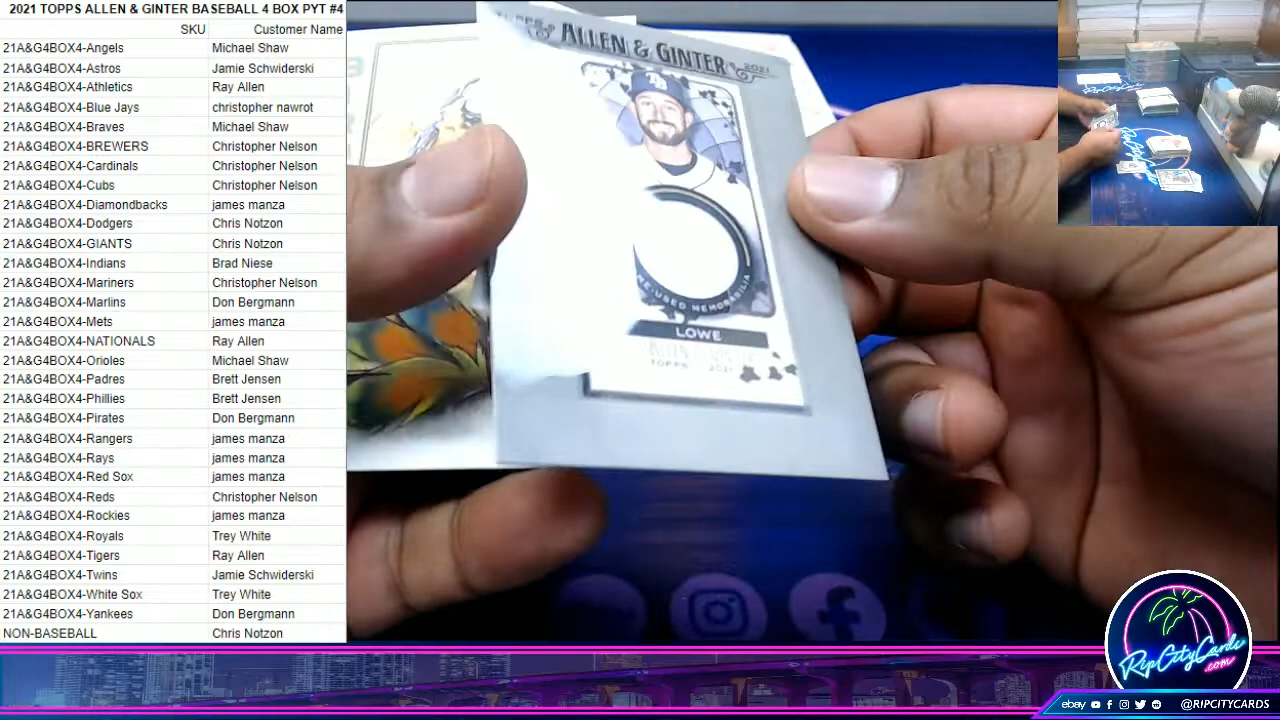 2021 TOPPS ALLEN & GINTER BASEBALL 4 BOX PYT #4
SKU Customer Name
21A&G4BOX4-Angels Michael Shaw
21A&G4BOX4-Astros Jamie Schwiderski
21A&G4BOX4-Athletics Ray Allen
21A&G4BOX4-Blue Jays christopher nawrot
21A&G4BOX4-Braves Michael Shaw
21A&G4BOX4-BREWERS Christopher Nelson
21A&G4BOX4-Cardinals Christopher Nelson
21A&G4BOX4-Cubs Christopher Nelson
21A&G4BOX4-Diamondbacks james manza
21A&G4BOX4-Dodgers Chris Notzon
21A&G4BOX4-GIANTS Chris Notzon
21A&G4BOX4-Indians Brad Niese
21A&G4BOX4-Mariners Christopher Nelson
21A&G4BOX4-Marlins Don Bergmann
21A&G4BOX4-Mets james manza
21A&G4BOX4-NATIONALS Ray Allen
21A&G4BOX4-Orioles Michael Shaw
21A&G4BOX4-Padres Brett Jensen
21A&G4BOX4-Phillies Brett Jensen
21A&G4BOX4-Pirates Don Bergmann
21A&G4BOX4-Rangers james manza
21A&G4BOX4-Rays james manza
21A&G4BOX4-Red Sox james manza
21A&G4BOX4-Reds Christopher Nelson
21A&G4BOX4-Rockies james manza
21A&G4BOX4-Royals Trey White
21A&G4BOX4-Tigers Ray Allen
21A&G4BOX4-Twins Jamie Schwiderski
21A&G4BOX4-White Sox Trey White
21A&G4BOX4-Yankees Don Bergmann
NON-BASEBALL Chris Notzon
TOPPS ALLEN & GINTER 2021
E-USED MEMORABILIA
LOWE
TOPPS 2021
RipCityCards
.com
ebay @RIPCITYCARDS